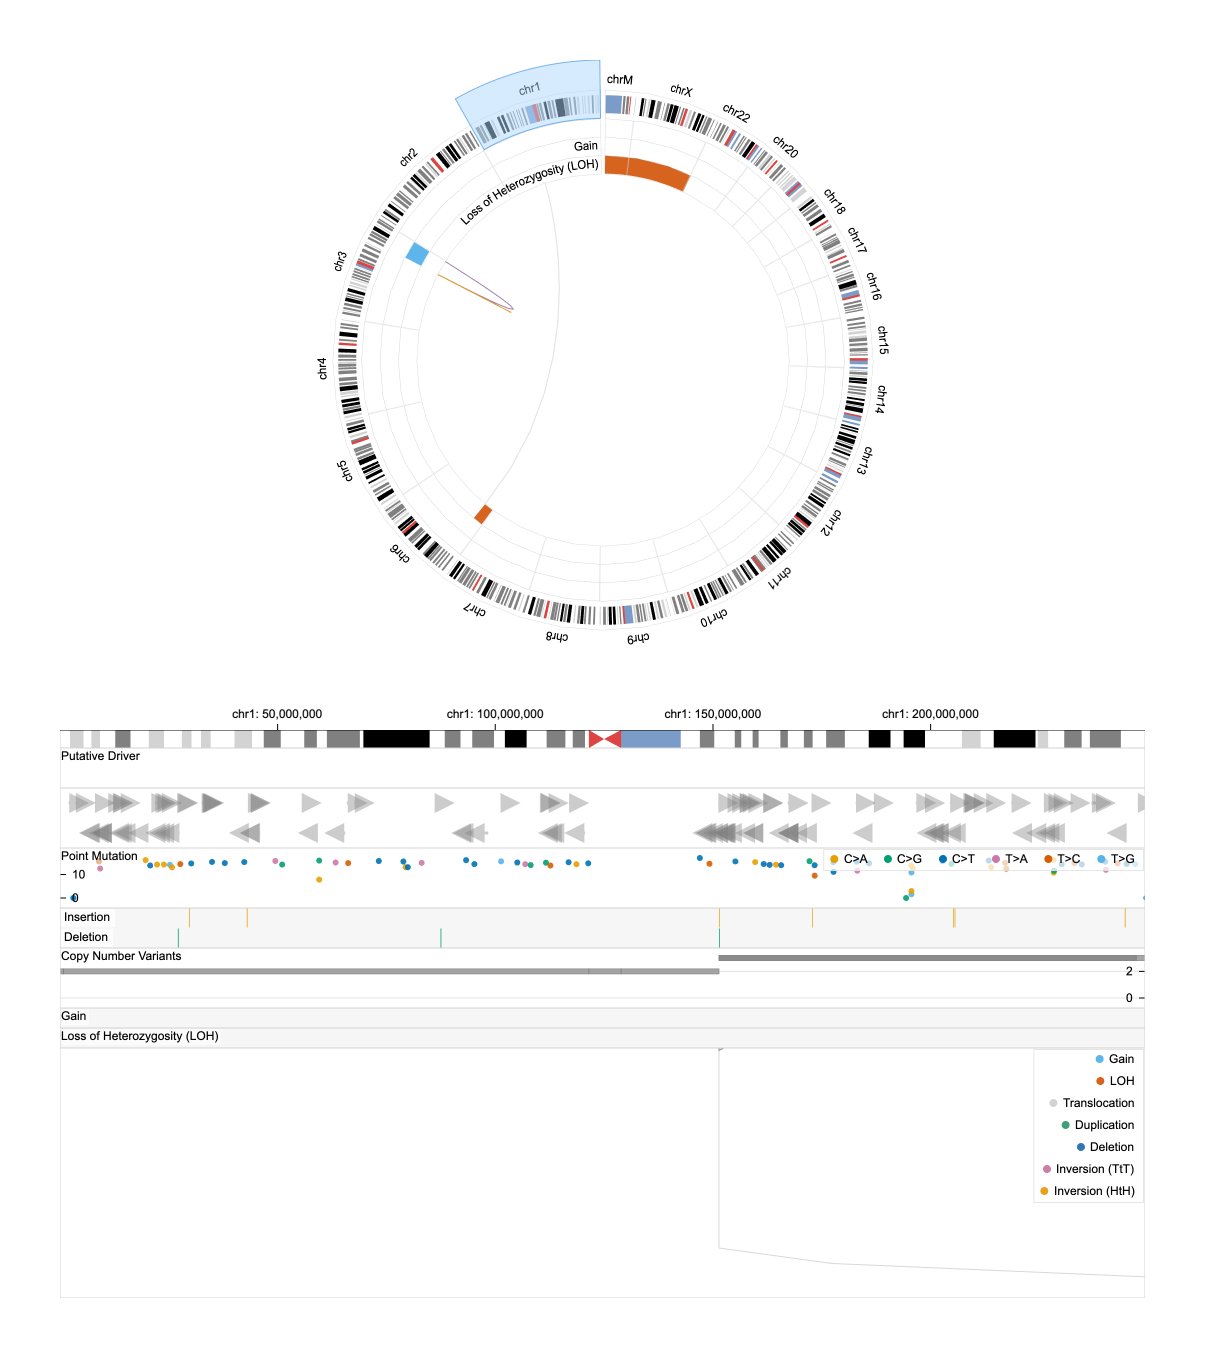 chrM
chrX
chr22
chr20
chr18
chr17
chr16
chr15
chr14
chr13
chr12
chr11
chr10
chr9
chr8
chr7
chr6
chr5
chr4
chr3
chr2
chr1
Gain
Loss of Heterozygosity (LOH)
chr1: 50,000,000
chr1: 100,000,000
chr1: 150,000,000
chr1: 200,000,000
Putative Driver
Point Mutation
C>A C>G C>T T>A T>C T>G
10
0
Insertion
Deletion
Copy Number Variants
2
0
Gain
Loss of Heterozygosity (LOH)
Gain
LOH
Translocation
Duplication
Deletion
Inversion (TtT)
Inversion (HtH)